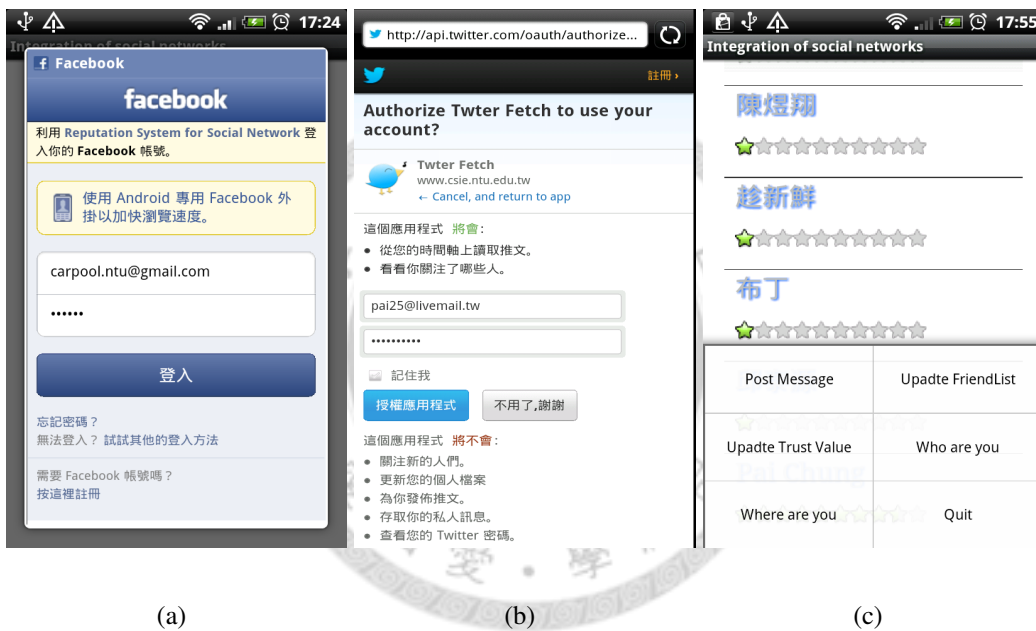 17:24
Integration of social networks
Facebook
facebook
利用 Reputation System for Social Network 登
入你的 Facebook 帳號。
使用 Android 專用 Facebook 外
掛以加快瀏覽速度。
carpool.ntu@gmail.com
••••••
登入
忘記密碼？
無法登入？ 試試其他的登入方法
需要 Facebook 帳號嗎？
按這裡註冊
(a)
http://api.twitter.com/oauth/authorize...
註冊 ›
Authorize Twter Fetch to use your
account?
Twter Fetch
www.csie.ntu.edu.tw
← Cancel, and return to app
這個應用程式 將會:
• 從您的時間軸上讀取推文。
• 看看你關注了哪些人。
pai25@livemail.tw
••••••••••
記住我
授權應用程式 不用了,謝謝
這個應用程式 將不會:
• 關注新的人們。
• 更新您的個人檔案
• 為你發佈推文。
• 存取你的私人訊息。
• 查看您的 Twitter 密碼。
(b)
17:55
Integration of social networks
陳煜翔
趁新鮮
布丁
Post Message Upadte FriendList
Upadte Trust Value Who are you
Pai Chung
Where are you Quit
(c)
變 • 學